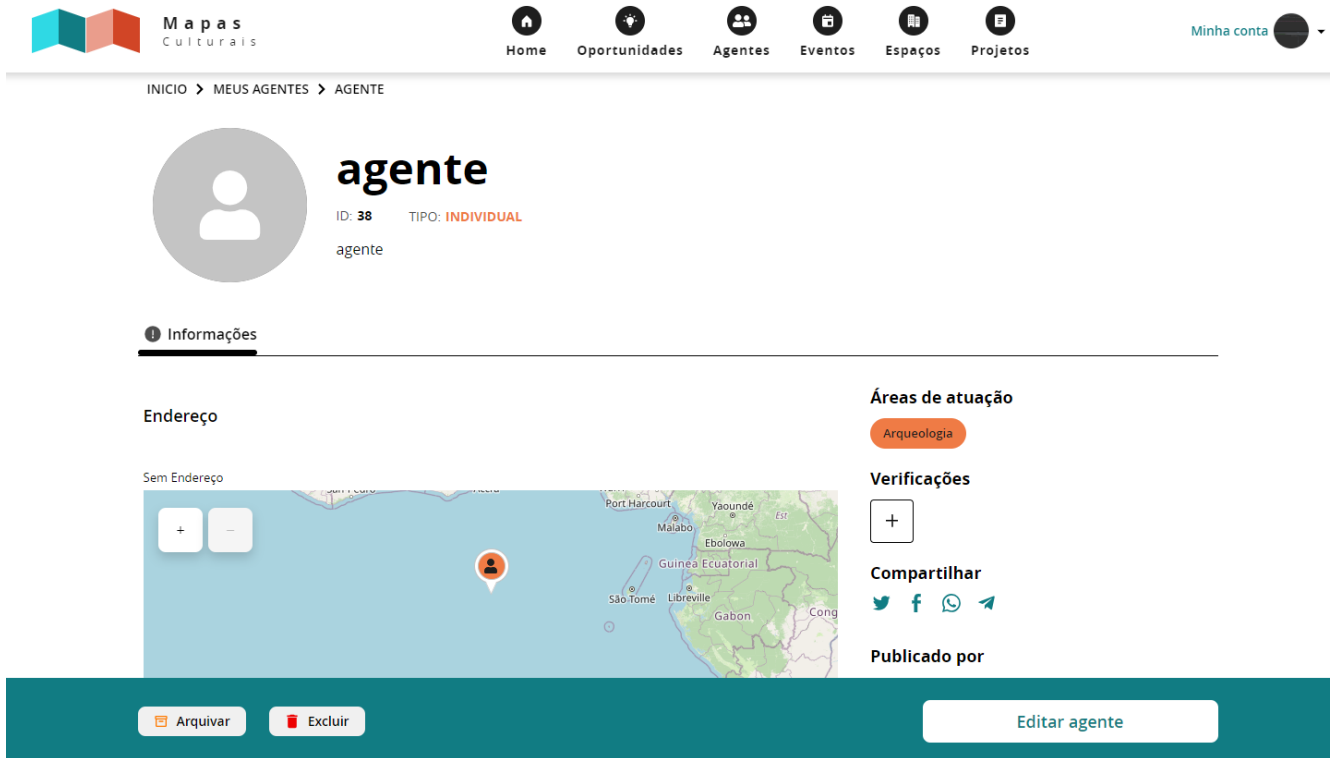 Mapas
Culturais
Home
Oportunidades
Agentes
Eventos
Espaços
Projetos
Minha conta
INICIO > MEUS AGENTES > AGENTE
agente
ID: 38 TIPO: INDIVIDUAL
agente
Informações
Endereço
Sem Endereço
Port Harcourt
Yaoundé
Est
Malabo
Ebolowa
Guinea Ecuatorial
São Tomé
Libreville
Gabon
Cong
Áreas de atuação
Arqueologia
Verificações
+
Compartilhar
Publicado por
Arquivar
Excluir
Editar agente